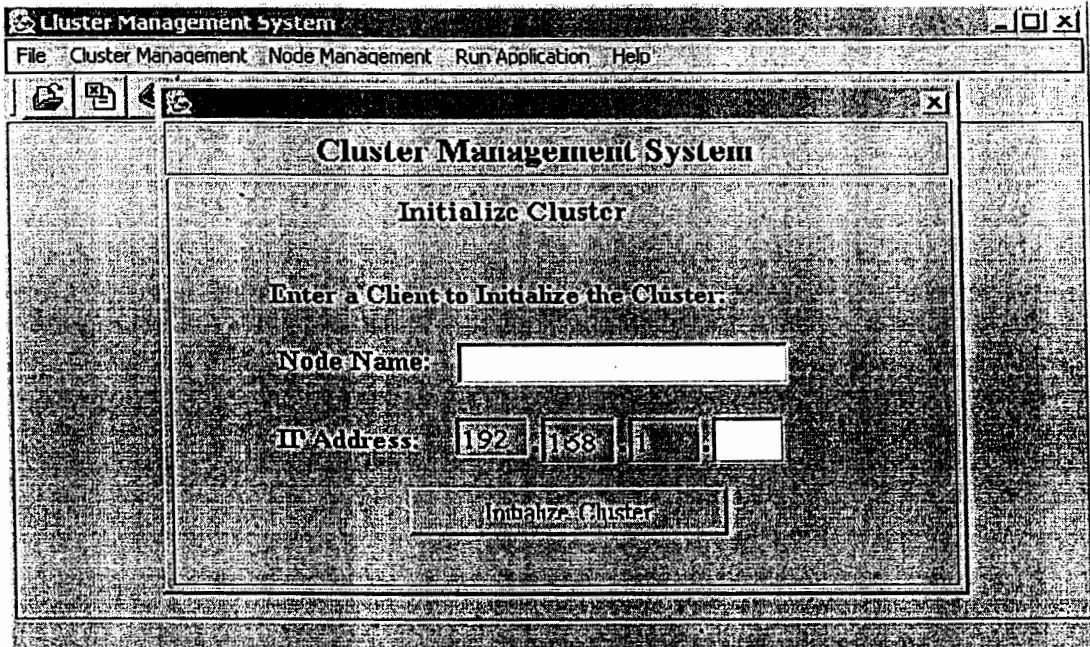 Cluster Management System
File Cluster Management Node Management Run Application Help
Cluster Management System
Initialize Cluster
Enter a Client to Initialize the Cluster:
Node Name:
IP Address: 192 . 168 . 1 .
Initialize Cluster